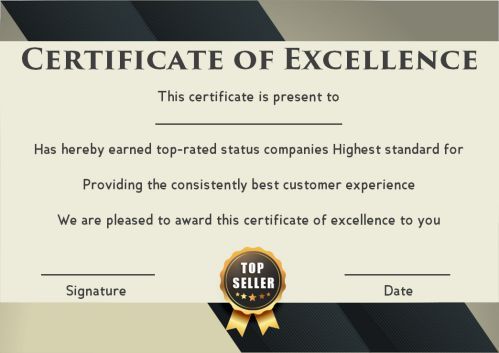 CERTIFICATE OF EXCELLENCE
This certificate is present to
Has hereby earned top-rated status companies Highest standard for
Providing the consistently best customer experience
We are pleased to award this certificate of excellence to you
TOP
SELLER
Signature
Date